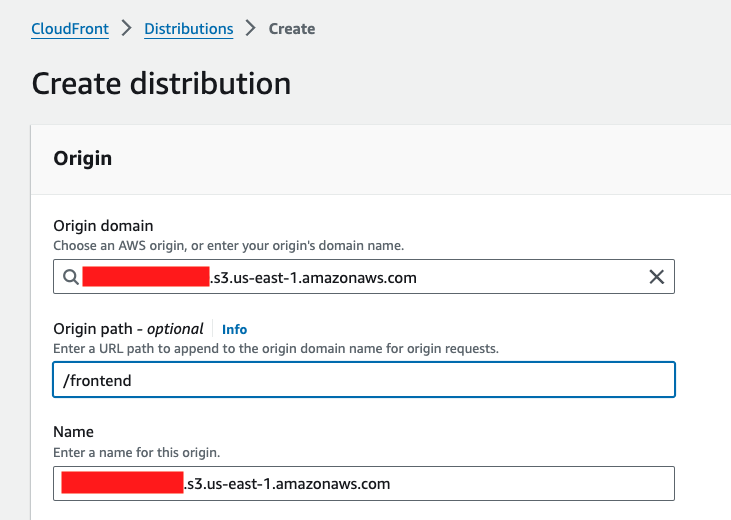 CloudFront > Distributions > Create
Create distribution
Origin
Origin domain
Choose an AWS origin, or enter your origin's domain name.
.s3.us-east-1.amazonaws.com
Origin path - optional Info
Enter a URL path to append to the origin domain name for origin requests.
/frontend
Name
Enter a name for this origin.
.s3.us-east-1.amazonaws.com